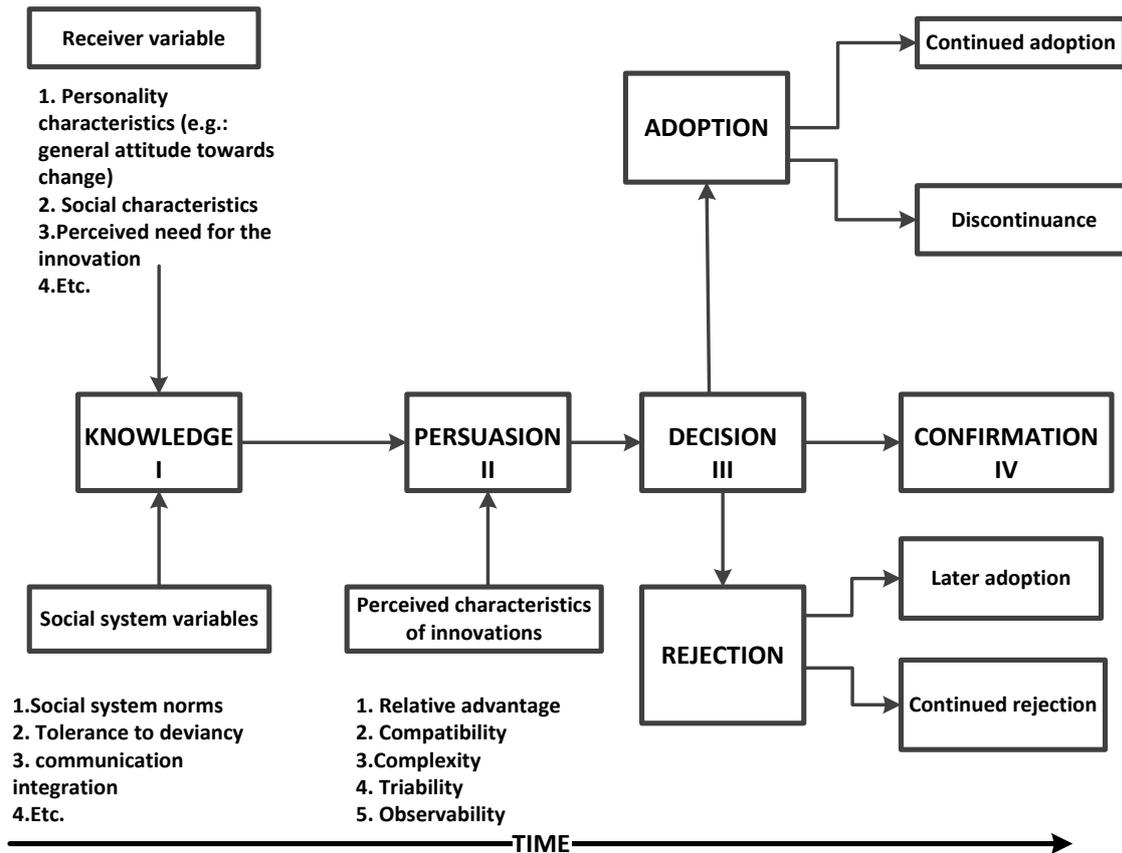 Receiver variable
1. Personality
characteristics (e.g.:
general attitude towards
change)
2. Social characteristics
3.Perceived need for the
innovation
4.Etc.
ADOPTION
Continued adoption
Discontinuance
KNOWLEDGE
I
PERSUASION
II
DECISION
III
CONFIRMATION
IV
Social system variables
Perceived characteristics
of innovations
REJECTION
Later adoption
Continued rejection
1.Social system norms
2. Tolerance to deviancy
3. communication
integration
4.Etc.
1. Relative advantage
2. Compatibility
3.Complexity
4. Triability
5. Observability
TIME